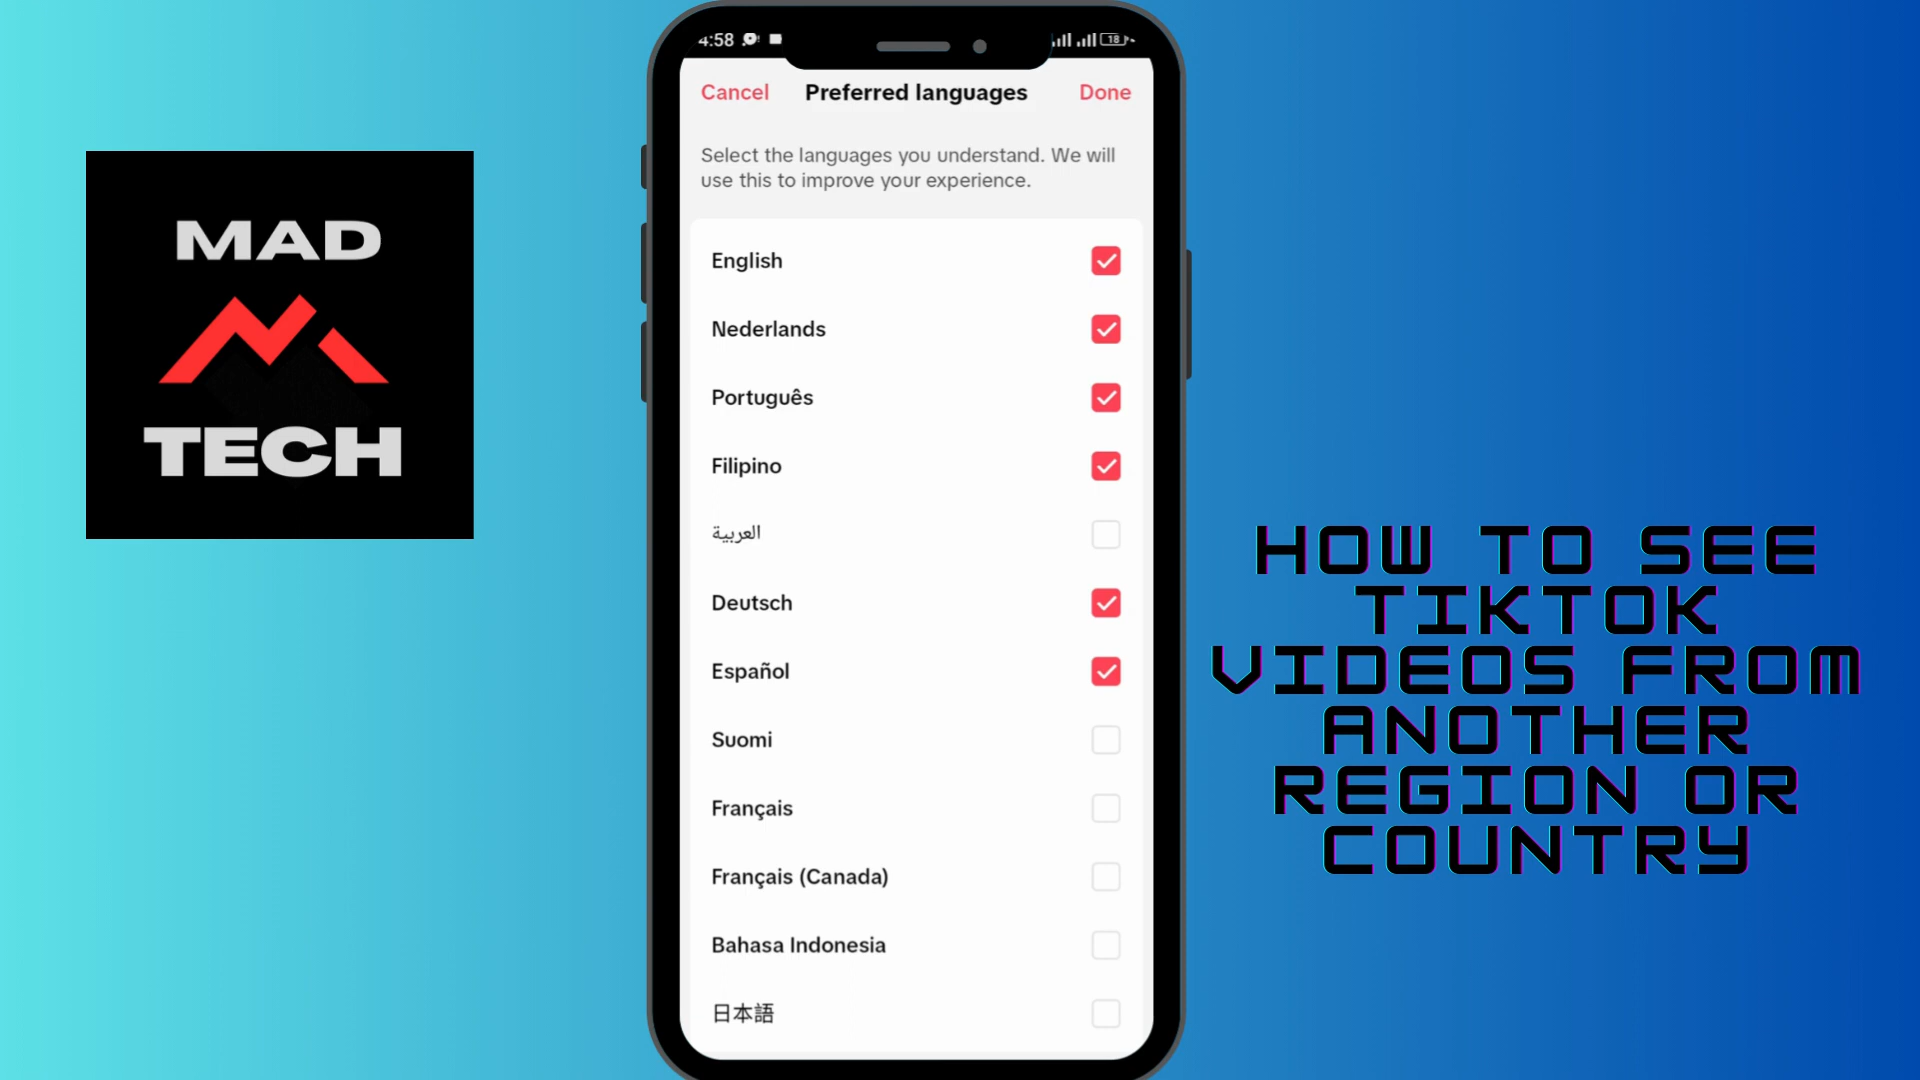 MAD
TECH
4:58
18
Cancel
Preferred languages
Done
Select the languages you understand. We will
use this to improve your experience.
English
Nederlands
Português
Filipino
العربية
Deutsch
Español
Suomi
Français
Français (Canada)
Bahasa Indonesia
日本語
HOW TO SEE
TIKTOK
VIDEOS FROM
ANOTHER
REGION OR
COUNTRY